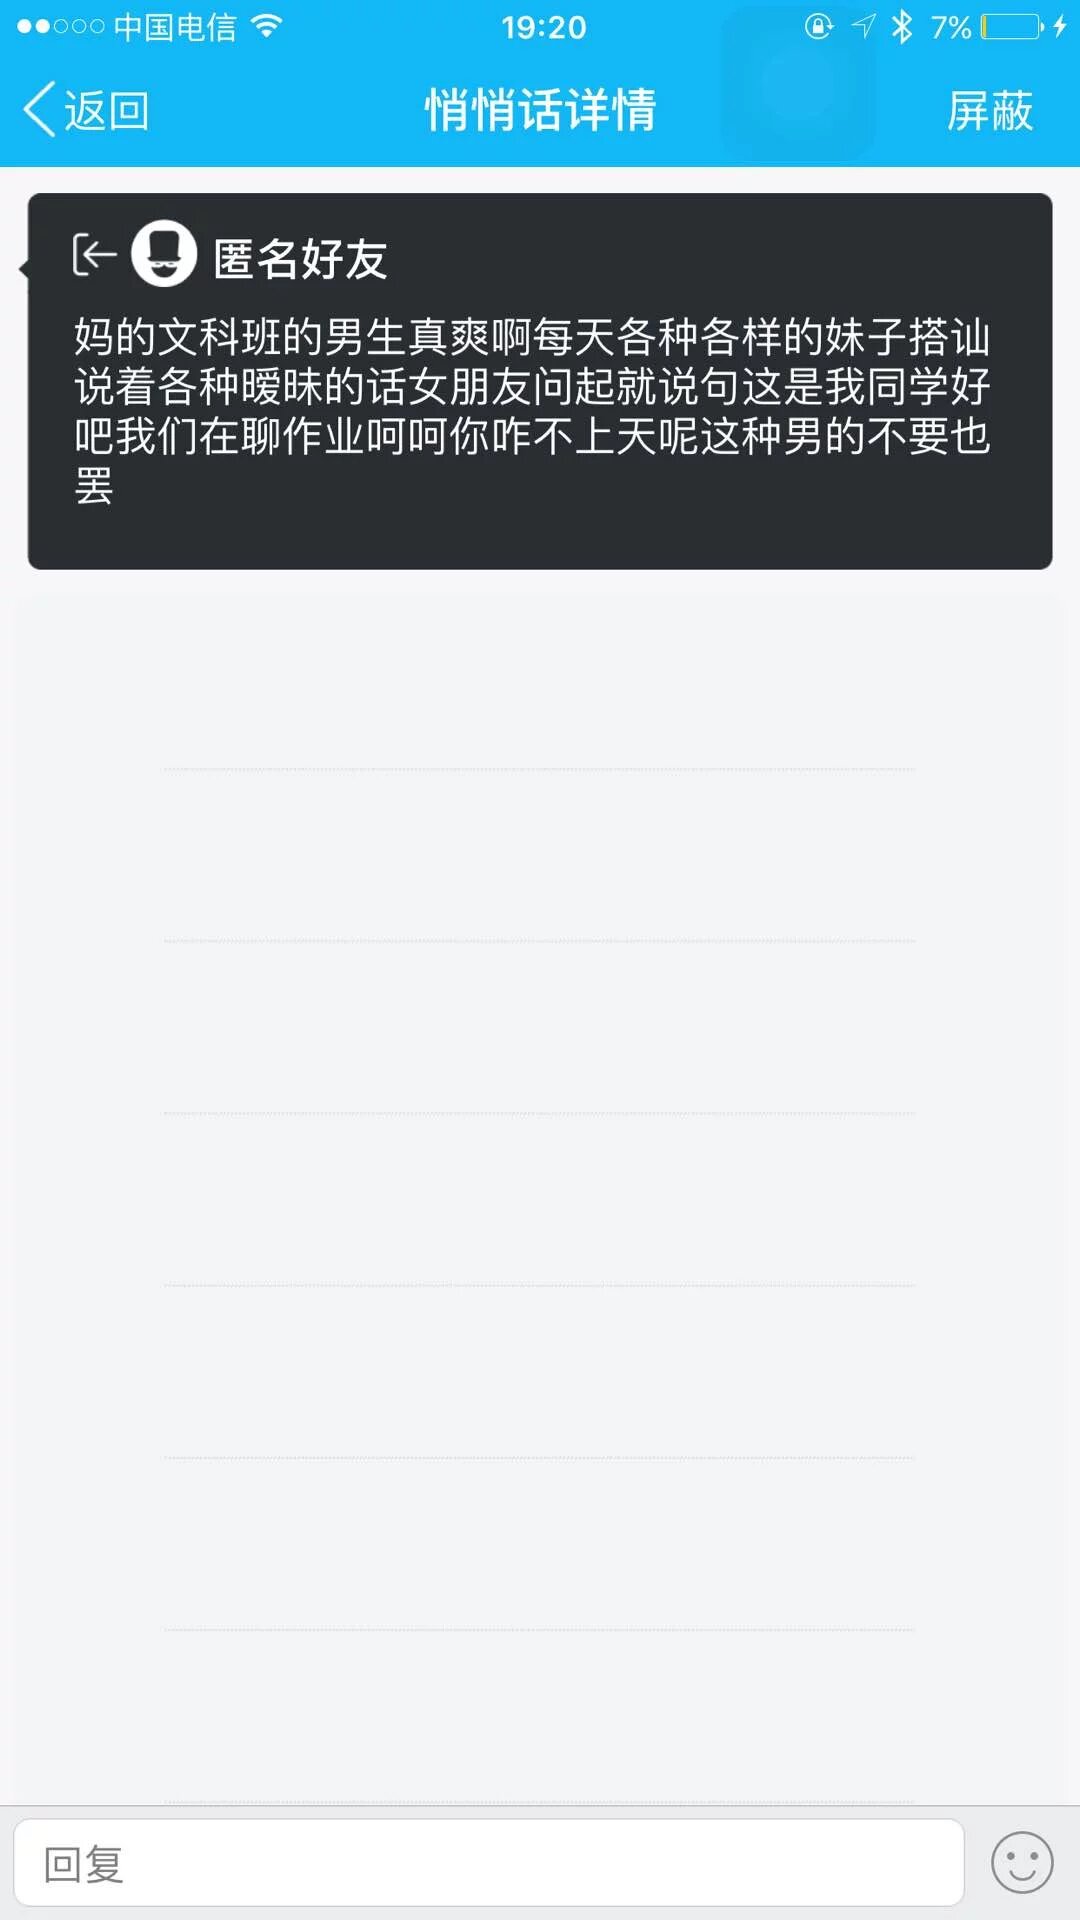 中国电信 19:20 7%
返回 悄悄话详情 屏蔽
匿名好友
妈的文科班的男生真爽啊每天各种各样的妹子搭讪
说着各种暧昧的话女朋友问起就说句这是我同学好
吧我们在聊作业呵呵你咋不上天呢这种男的不要也
罢
回复